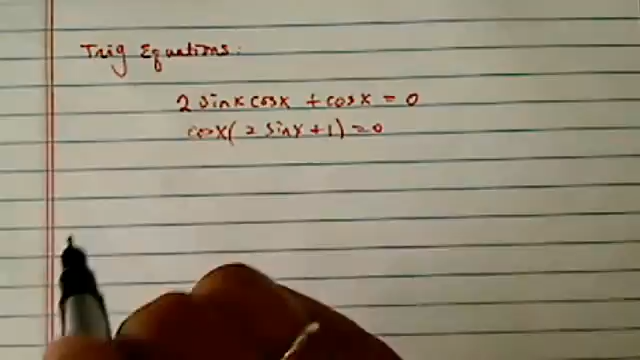 Trig Equations:
2 sinx cosx + cosx = 0
cosx( 2 sinx + 1) = 0